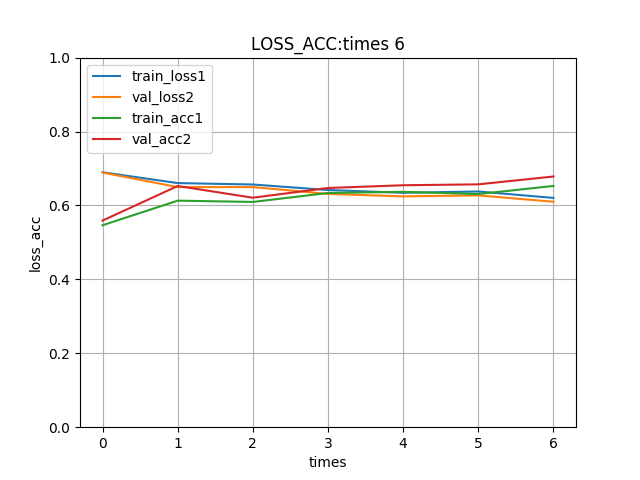 LOSS_ACC:times 6
1.0
0.8
0.6
0.4
0.2
0.0
loss_acc
train_loss1
val_loss2
train_acc1
val_acc2
0 1 2 3 4 5 6
times